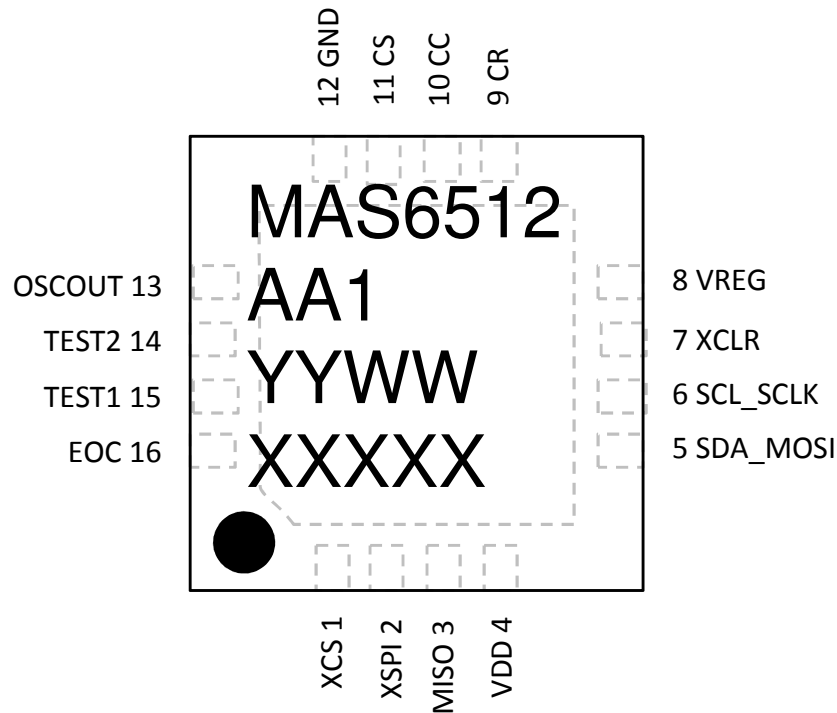 12 GND
11 CS
10 CC
9 CR
MAS6512
AA1
YYWW
XXXXX
OSCOUT 13
TEST2 14
TEST1 15
EOC 16
8 VREG
7 XCLR
6 SCL_SCLK
5 SDA_MOSI
XCS 1
XSPI 2
MISO 3
VDD 4